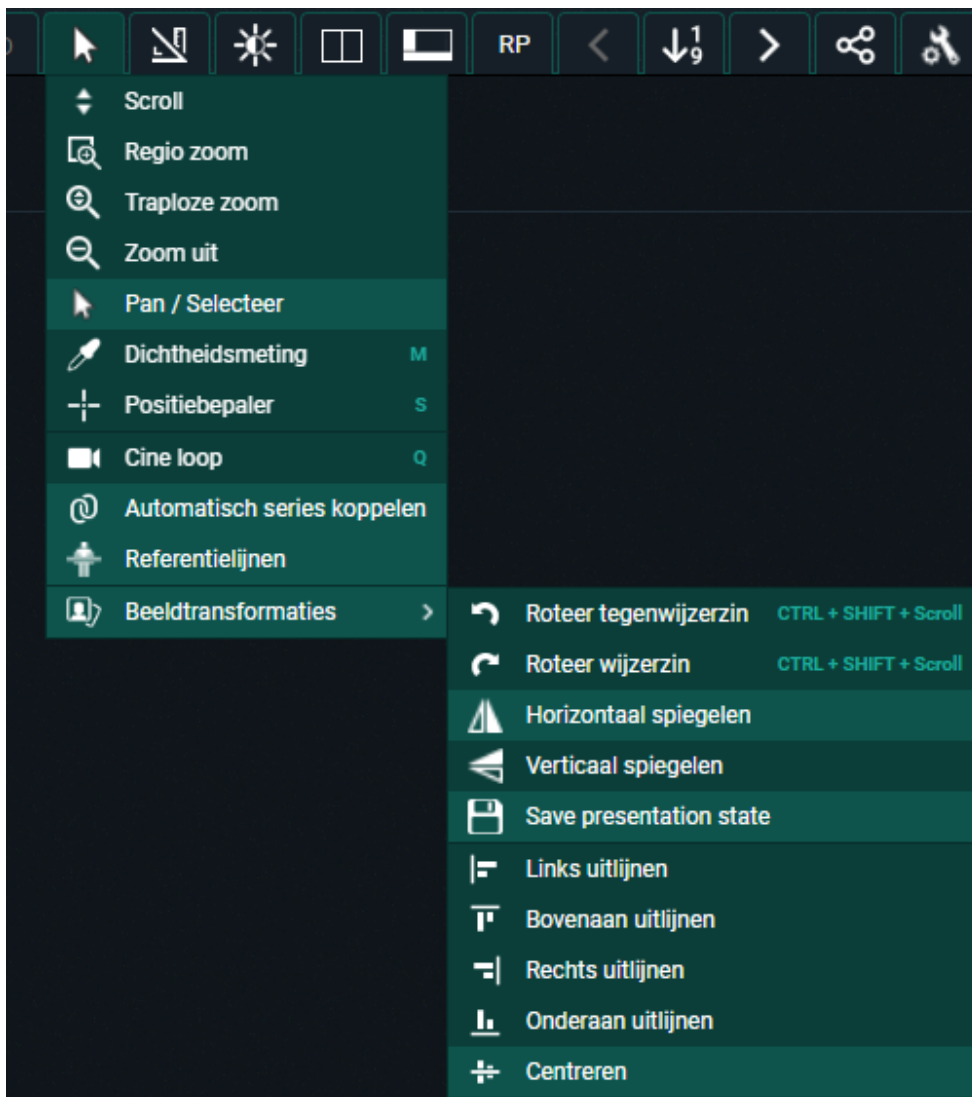 RP
1
9
Scroll
Regio zoom
Traploze zoom
Zoom uit
Pan / Selecteer
Dichtheidsmeting M
Positiebepaler S
Cine loop Q
Automatisch series koppelen
Referentielijnen
Beeldtransformaties
Roteer tegenwijzerzin CTRL + SHIFT + Scroll
Roteer wijzerzin CTRL + SHIFT + Scroll
Horizontaal spiegelen
Verticaal spiegelen
Save presentation state
Links uitlijnen
Bovenaan uitlijnen
Rechts uitlijnen
Onderaan uitlijnen
Centreren